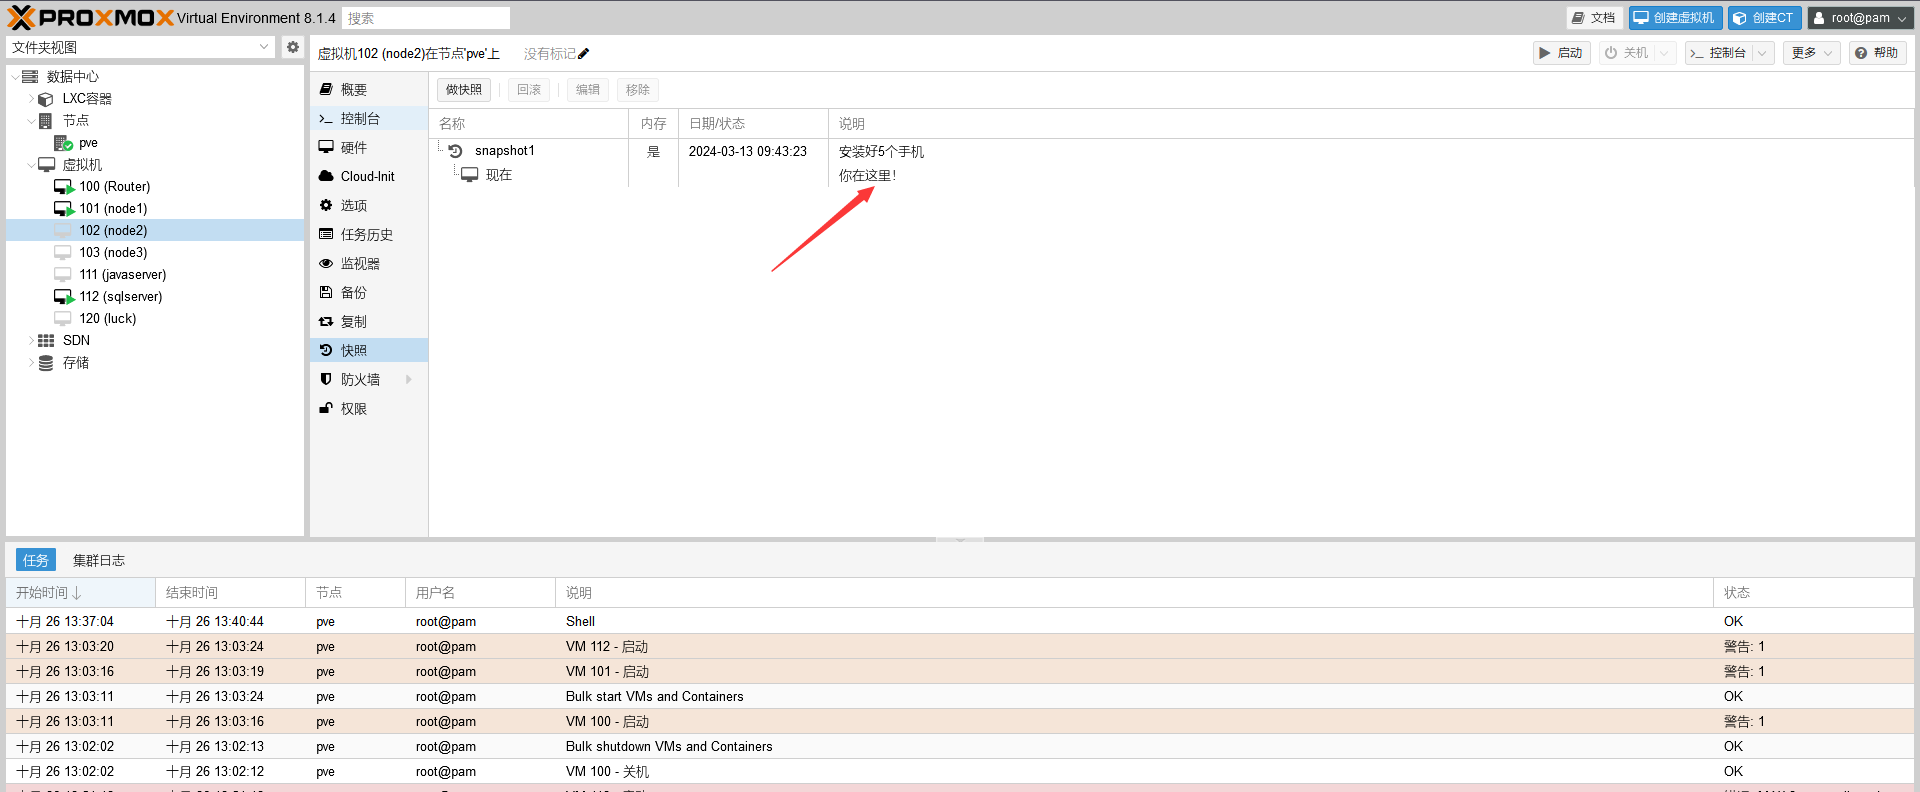 PROXMOX Virtual Environment 8.1.4 搜索 文档 创建虚拟机 创建CT root@pam
文件夹视图
数据中心
LXC容器
节点
pve
虚拟机
100 (Router)
101 (node1)
102 (node2)
103 (node3)
111 (javaserver)
112 (sqlserver)
120 (luck)
SDN
存储
虚拟机102 (node2)在节点'pve'上 没有标记 启动 关机 控制台 更多 帮助
概要
控制台
硬件
Cloud-Init
选项
任务历史
监视器
备份
复制
快照
防火墙
权限
做快照 回滚 编辑 移除
名称 内存 日期/状态 说明
snapshot1 是 2024-03-13 09:43:23 安装好5个手机
现在 你在这里!
任务 集群日志
开始时间 结束时间 节点 用户名 说明 状态
十月 26 13:37:04 十月 26 13:40:44 pve root@pam Shell OK
十月 26 13:03:20 十月 26 13:03:24 pve root@pam VM 112 - 启动 警告: 1
十月 26 13:03:16 十月 26 13:03:19 pve root@pam VM 101 - 启动 警告: 1
十月 26 13:03:11 十月 26 13:03:24 pve root@pam Bulk start VMs and Containers OK
十月 26 13:03:11 十月 26 13:03:16 pve root@pam VM 100 - 启动 警告: 1
十月 26 13:02:02 十月 26 13:02:13 pve root@pam Bulk shutdown VMs and Containers OK
十月 26 13:02:02 十月 26 13:02:12 pve root@pam VM 100 - 关机 OK